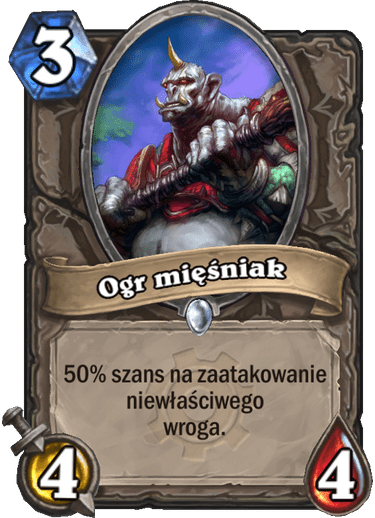 3
Ogr mięśniak
50% szans na zaatakowanie
niewłaściwego
wroga.
4
4